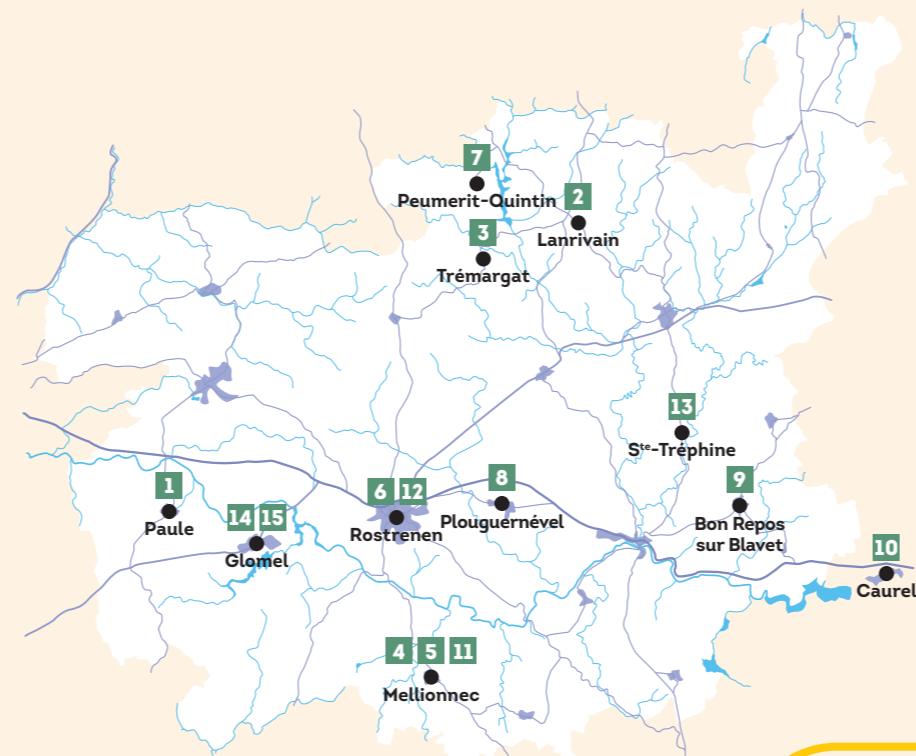 7
Peumerit-Quintin
2
Lanrivain
3
Trémargat
13
Ste-Tréphine
1
Paule
14 15
Glomel
6 12
Rostrenen
8
Plouguernével
9
Bon Repos
sur Blavet
10
Caurel
4 5 11
Mellionnec